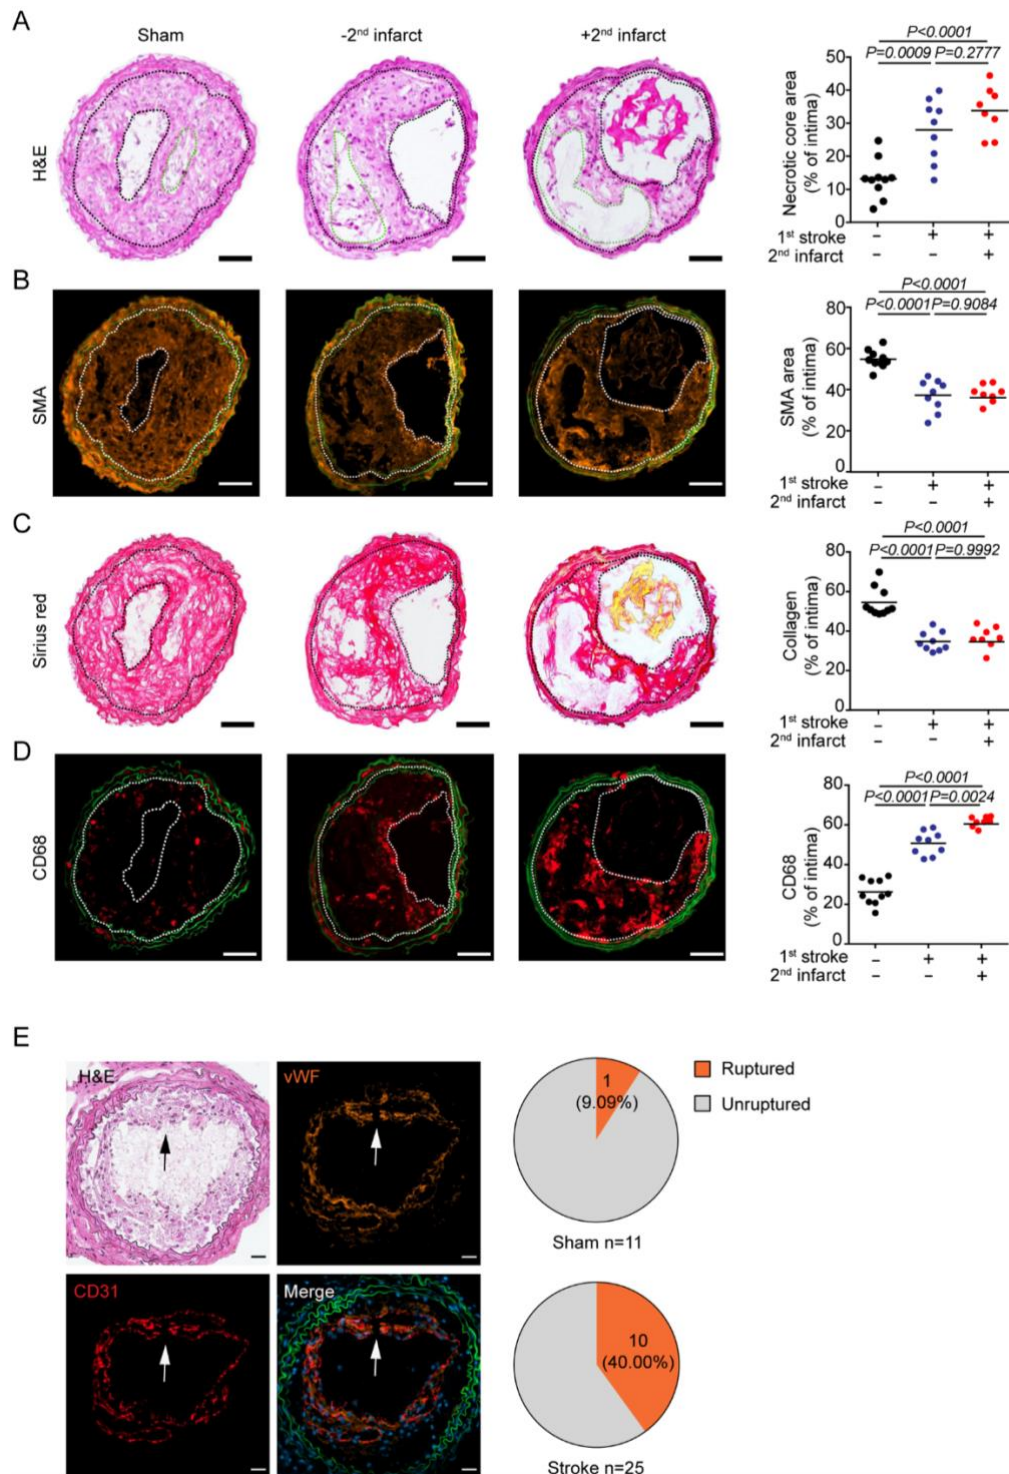 A
Sham
-2nd infarct
+2nd infarct
H&E
P<0.0001
P=0.0009 P=0.2777
Necrotic core area
(% of intima)
50
40
30
20
10
0
1st stroke – + +
2nd infarct – – +
B
SMA
P<0.0001
P<0.0001 P=0.9084
SMA area
(% of intima)
80
60
40
20
0
1st stroke – + +
2nd infarct – – +
C
Sirius red
P<0.0001
P<0.0001 P=0.9992
Collagen
(% of intima)
80
60
40
20
0
1st stroke – + +
2nd infarct – – +
D
CD68
P<0.0001
P<0.0001 P=0.0024
CD68
(% of intima)
80
60
40
20
0
1st stroke – + +
2nd infarct – – +
E
H&E
vWF
CD31
Merge
1
(9.09%)
Sham n=11
Ruptured
Unruptured
10
(40.00%)
Stroke n=25